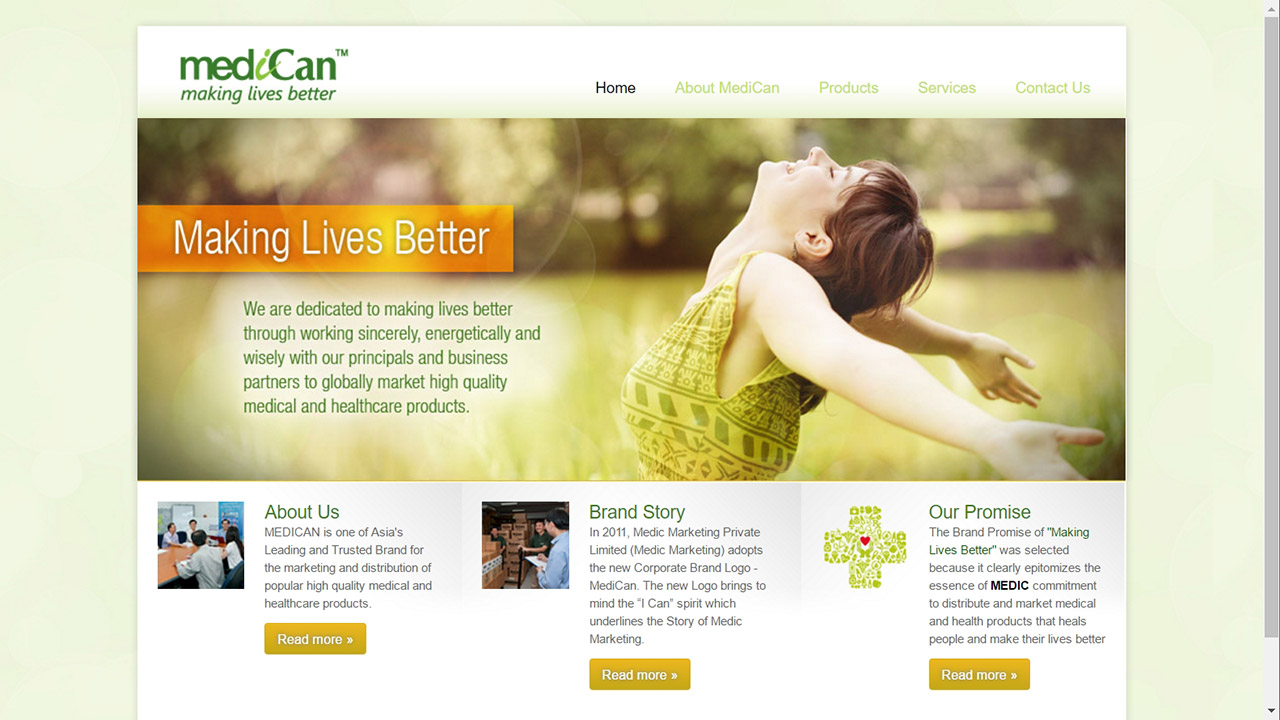 mediCan™
making lives better
Home About MediCan Products Services Contact Us
Making Lives Better
We are dedicated to making lives better
through working sincerely, energetically and
wisely with our principals and business
partners to globally market high quality
medical and healthcare products.
About Us
MEDICAN is one of Asia's
Leading and Trusted Brand for
the marketing and distribution of
popular high quality medical and
healthcare products.
Read more »
Brand Story
In 2011, Medic Marketing Private
Limited (Medic Marketing) adopts
the new Corporate Brand Logo -
MediCan. The new Logo brings to
mind the “I Can” spirit which
underlines the Story of Medic
Marketing.
Read more »
Our Promise
The Brand Promise of "Making
Lives Better" was selected
because it clearly epitomizes the
essence of MEDIC commitment
to distribute and market medical
and health products that heals
people and make their lives better
Read more »